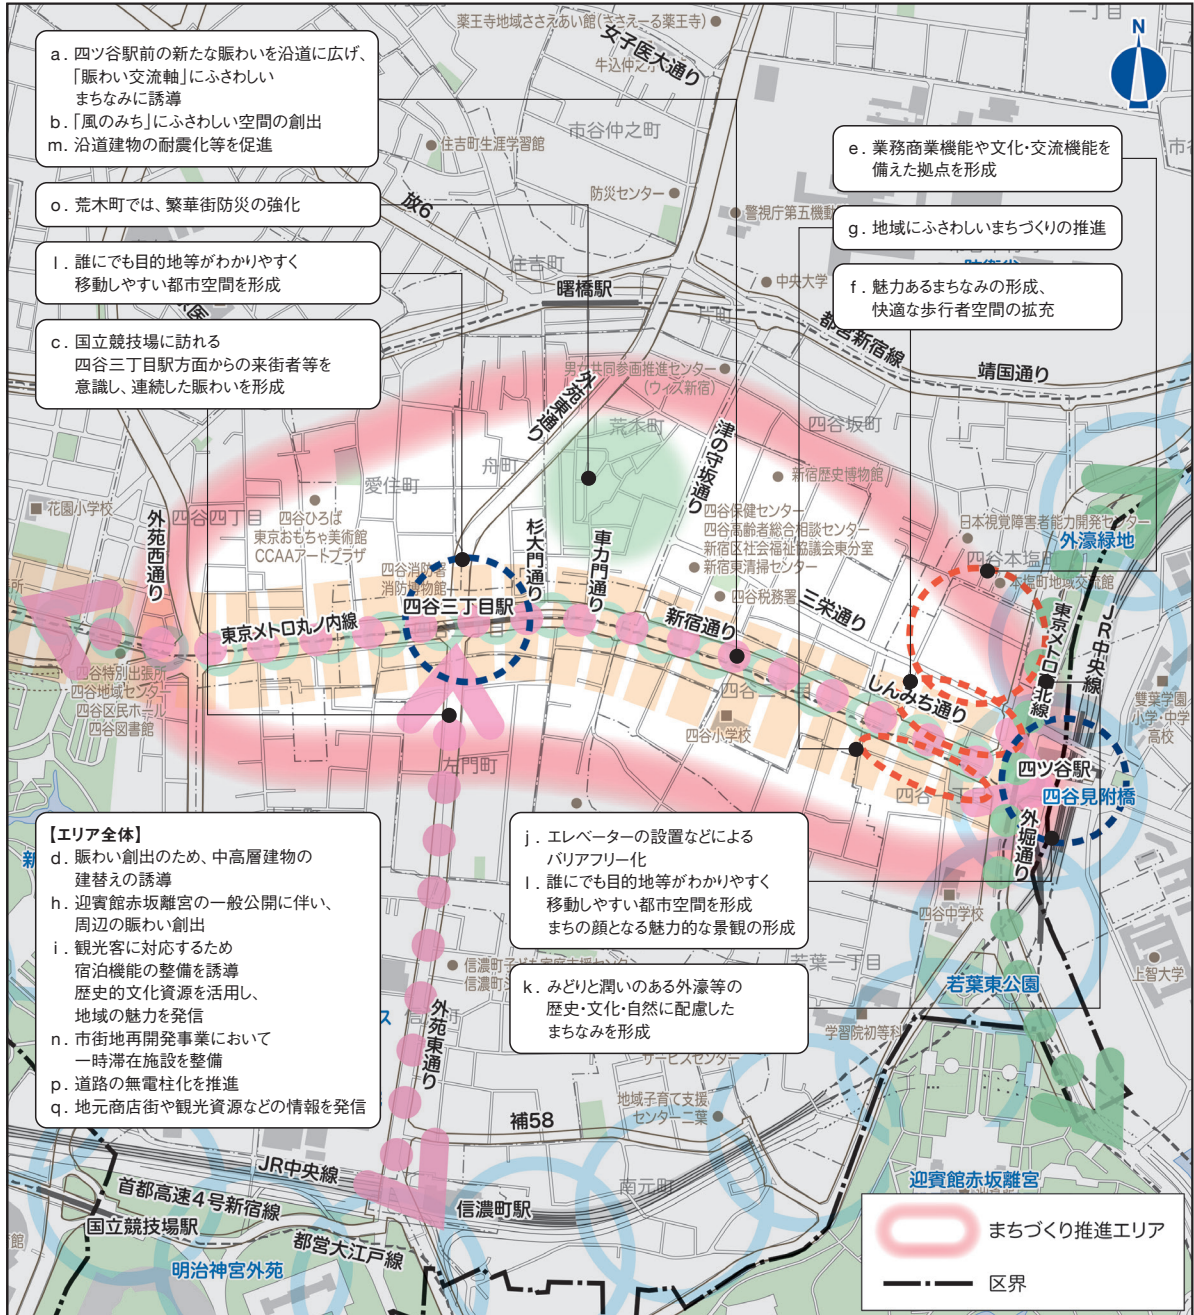 薬王寺地域ささえあい館(ささえーる薬王寺)
女子医大通り
N
a. 四ツ谷駅前の新たな賑わいを沿道に広げ、
「賑わい交流軸」にふさわしい
まちなみに誘導
b.「風のみち」にふさわしい空間の創出
m. 沿道建物の耐震化等を促進
市谷仲之町
住吉町生涯学習館
e. 業務商業機能や文化・交流機能を
備えた拠点を形成
o. 荒木町では、繁華街防災の強化
放6
防災センター
警視庁第五機動
g. 地域にふさわしいまちづくりの推進
l. 誰にでも目的地等がわかりやすく
移動しやすい都市空間を形成
住吉町
曙橋駅
中央大学
f. 魅力あるまちなみの形成、
快適な歩行者空間の拡充
片町
都営新宿線
靖国通り
c. 国立競技場に訪れる
四谷三丁目駅方面からの来街者等を
意識し、連続した賑わいを形成
男女共同参画推進センター
(ウィズ新宿)
外苑東通り
荒木町
津の守坂通り
四谷坂町
舟町
愛住町
新宿歴史博物館
花園小学校
外苑西通り
四谷四丁目
四谷ひろば
東京おもちゃ美術館
CCAAアートプラザ
杉大門通り
車力門通り
四谷保健センター
四谷高齢者総合相談センター
新宿区社会福祉協議会東分室
新宿東清掃センター
日本視覚障害者能力開発センター
外濠緑地
四谷本塩町
本塩町地域交流館
四谷消防署
消防博物館
四谷三丁目駅
四谷税務署
三栄通り
東京メトロ丸ノ内線
新宿通り
東京メトロ南北線
JR中央線
四谷特別出張所
四谷地域センター
四谷区民ホール
四谷図書館
四谷二丁目
しんみち通り
四谷小学校
雙葉学園
小学・中学
高校
左門町
四ツ谷駅
四谷見附橋
四谷一丁目
外堀通り
【エリア全体】
d. 賑わい創出のため、中高層建物の
建替えの誘導
h. 迎賓館赤坂離宮の一般公開に伴い、
周辺の賑わい創出
i. 観光客に対応するため
宿泊機能の整備を誘導
歴史的文化資源を活用し、
地域の魅力を発信
n. 市街地再開発事業において
一時滞在施設を整備
p. 道路の無電柱化を推進
q. 地元商店街や観光資源などの情報を発信
j. エレベーターの設置などによる
バリアフリー化
l. 誰にでも目的地等がわかりやすく
移動しやすい都市空間を形成
まちの顔となる魅力的な景観の形成
四谷中学校
若葉一丁目
上智大学
若葉東公園
外苑東通り
k. みどりと潤いのある外濠等の
歴史・文化・自然に配慮した
まちなみを形成
学習院初等科
サービスセンター
地域子育て支援
センター二葉
補58
JR中央線
首都高速4号新宿線
国立競技場駅
都営大江戸線
信濃町駅
南元町
迎賓館赤坂離宮
明治神宮外苑
まちづくり推進エリア
区界